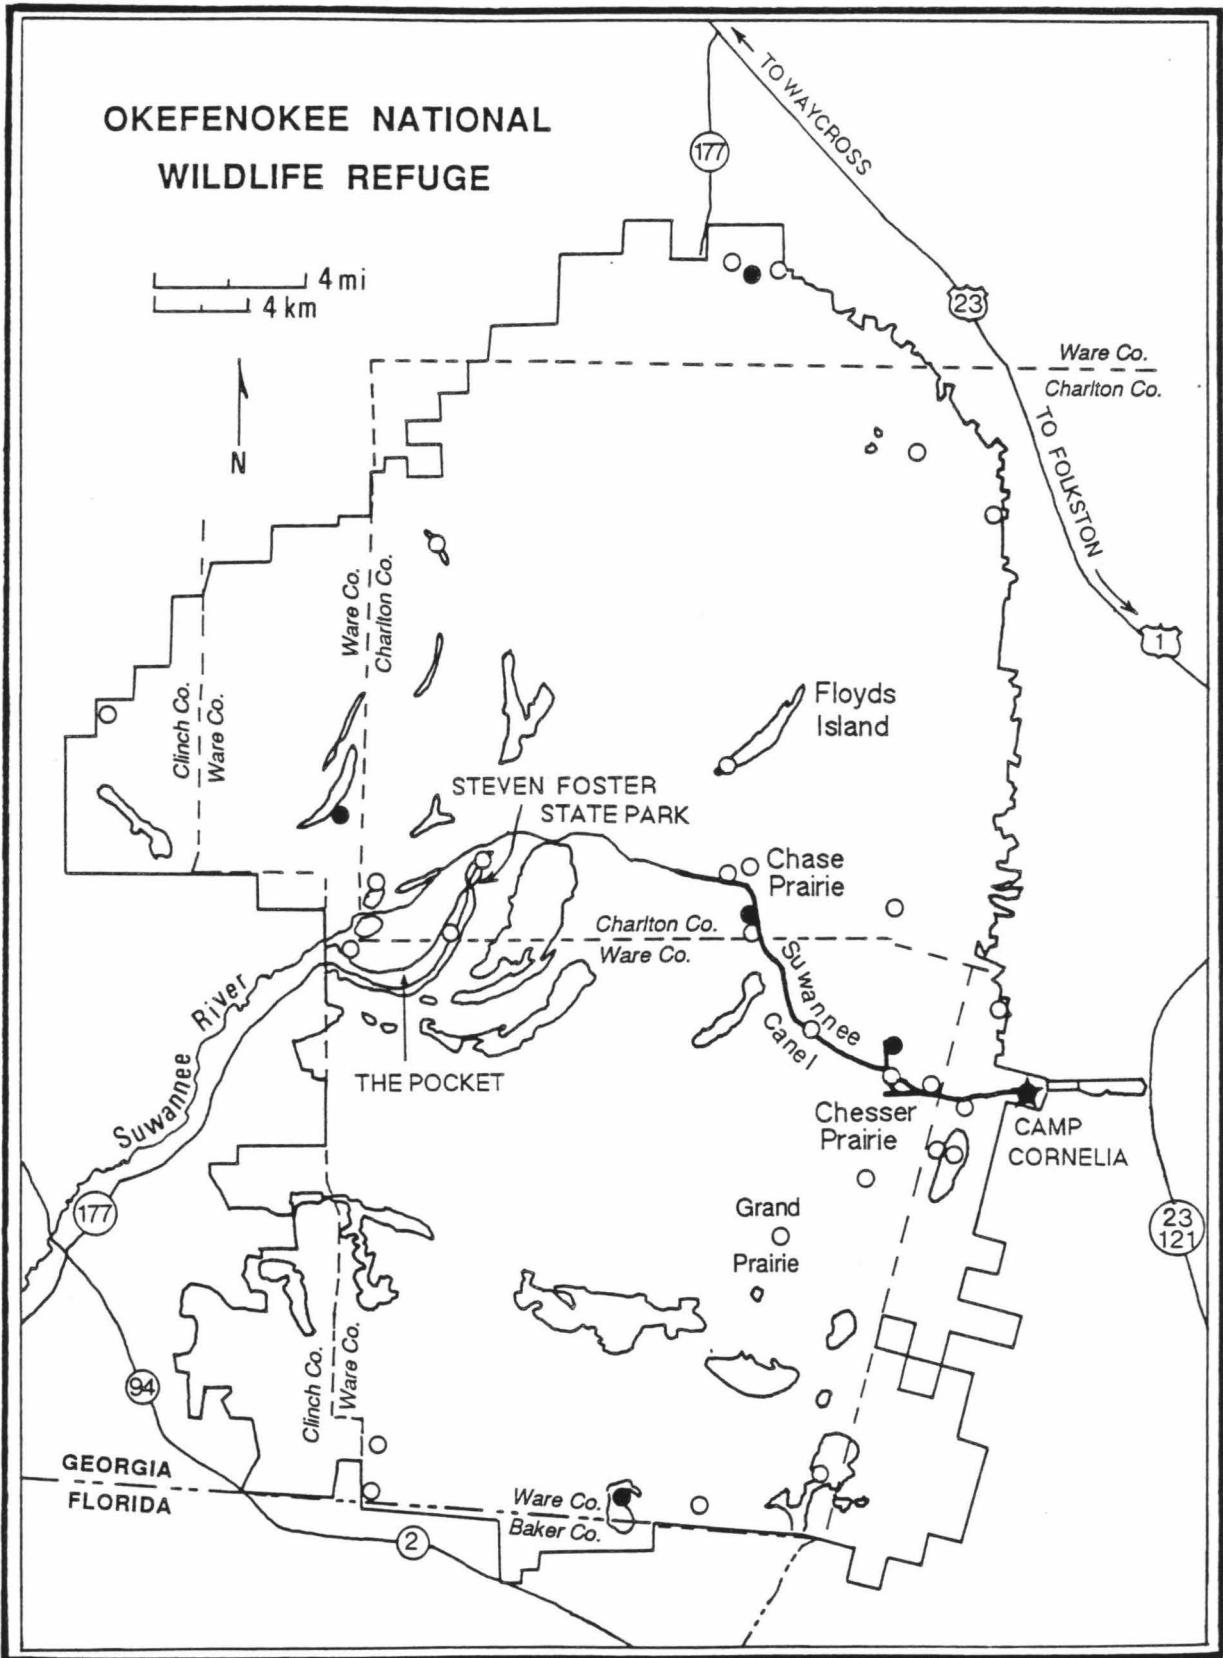 OKEFENOKEE NATIONAL
WILDLIFE REFUGE
4 mi
4 km
N
177
TO WAYCROSS
23
Ware Co.
Charlton Co.
TO FOLKSTON
1
Ware Co.
Charlton Co.
Clinch Co.
Ware Co.
Floyds
Island
STEVEN FOSTER
STATE PARK
Chase
Prairie
Charlton Co.
Ware Co.
Suwannee
Canel
Suwannee River
THE POCKET
Chesser
Prairie
CAMP
CORNELIA
Grand
Prairie
177
23
121
94
Clinch Co.
Ware Co.
GEORGIA
FLORIDA
Ware Co.
Baker Co.
2